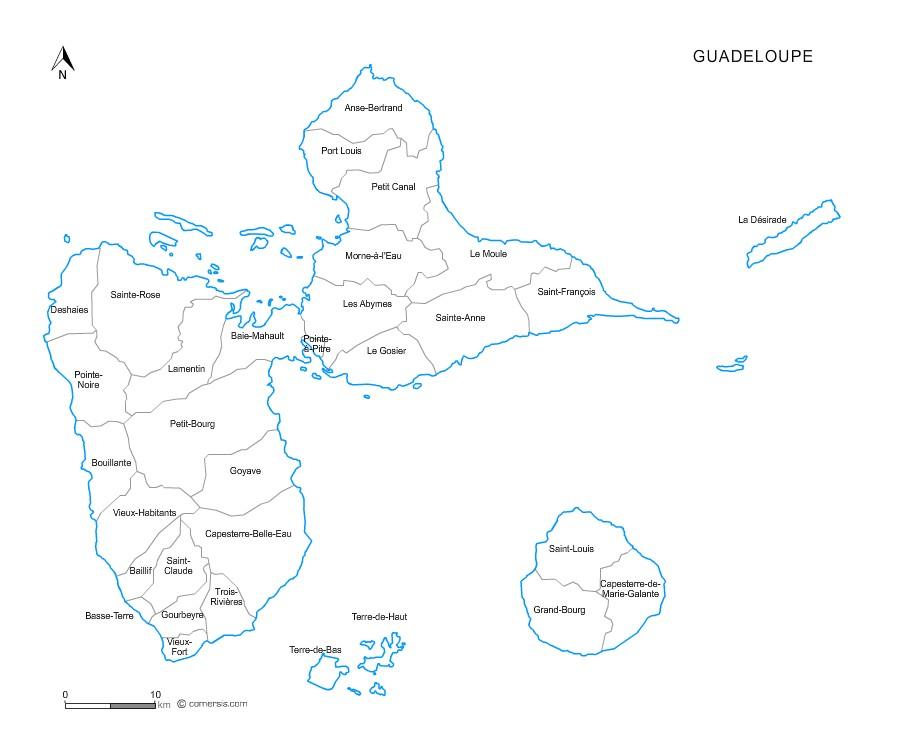 GUADELOUPE
N
Anse-Bertrand
Port Louis
Petit Canal
La Désirade
Morne-à-l'Eau
Le Moule
Sainte-Rose
Saint-François
Les Abymes
Deshaies
Sainte-Anne
Baie-Mahault
Pointe-
à-Pitre
Le Gosier
Lamentin
Pointe-
Noire
Petit-Bourg
Bouillante
Goyave
Vieux-Habitants
Capesterre-Belle-Eau
Saint-Louis
Saint-
Claude
Baillif
Capesterre-de-
Marie-Galante
Trois-
Rivières
Grand-Bourg
Basse-Terre
Gourbeyre
Terre-de-Haut
Vieux-
Fort
Terre-de-Bas
0 10
km © comersis.com